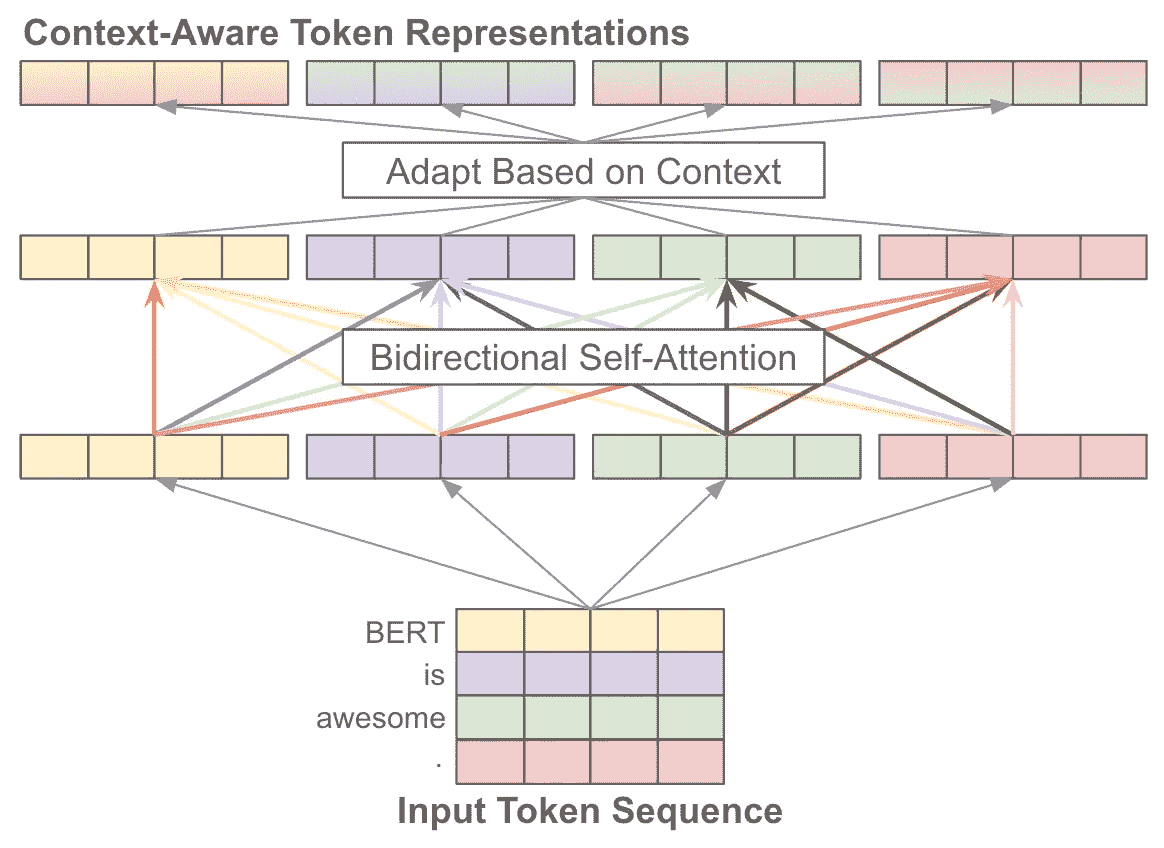 Context-Aware Token Representations
Adapt Based on Context
Bidirectional Self-Attention
BERT
is
awesome
.
Input Token Sequence